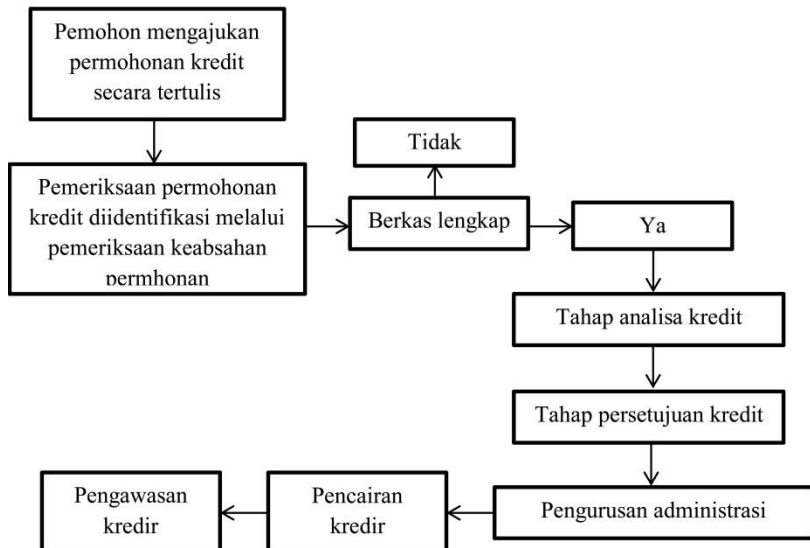 Pemohon mengajukan
permohonan kredit
secara tertulis
Tidak
Pemeriksaan permohonan
kredit diidentifikasi melalui
pemeriksaan keabsahan
permhonan
Berkas lengkap
Ya
Tahap analisa kredit
Tahap persetujuan kredit
Pengurusan administrasi
Pencairan
kredir
Pengawasan
kredir